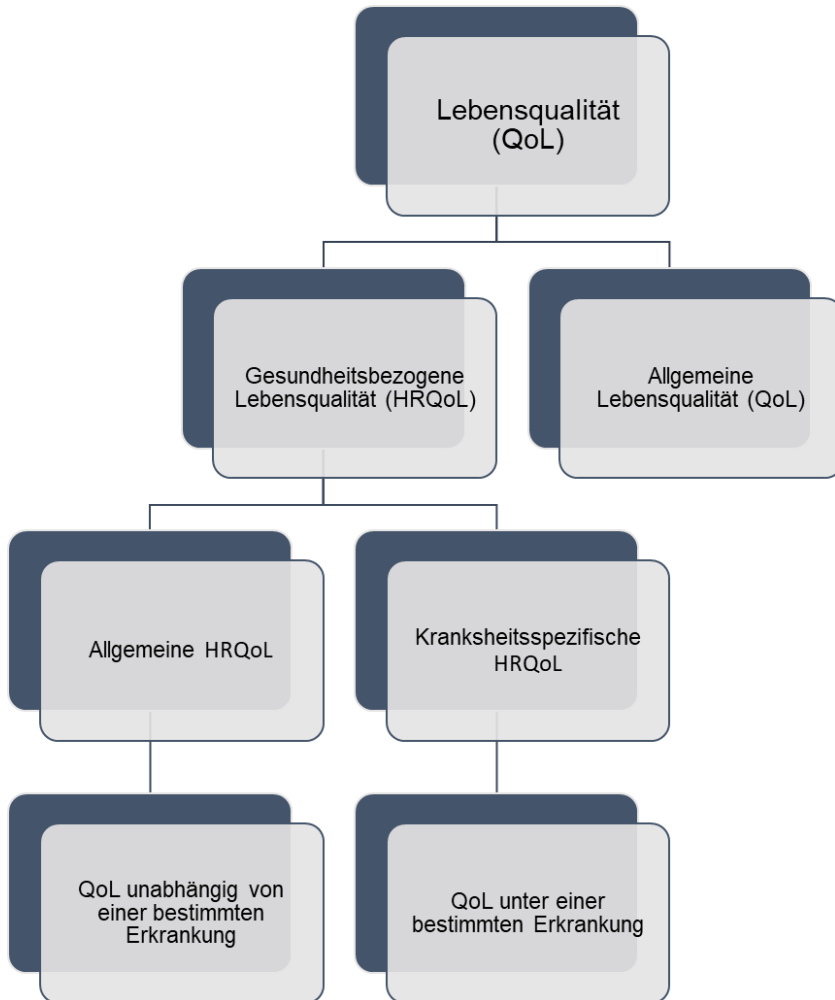 Lebensqualität
(QoL)
Gesundheitsbezogene
Lebensqualität (HRQoL)
Allgemeine
Lebensqualität (QoL)
Allgemeine HRQoL
Kranksheitsspezifische
HRQoL
QoL unabhängig von
einer bestimmten
Erkrankung
QoL unter einer
bestimmten Erkrankung